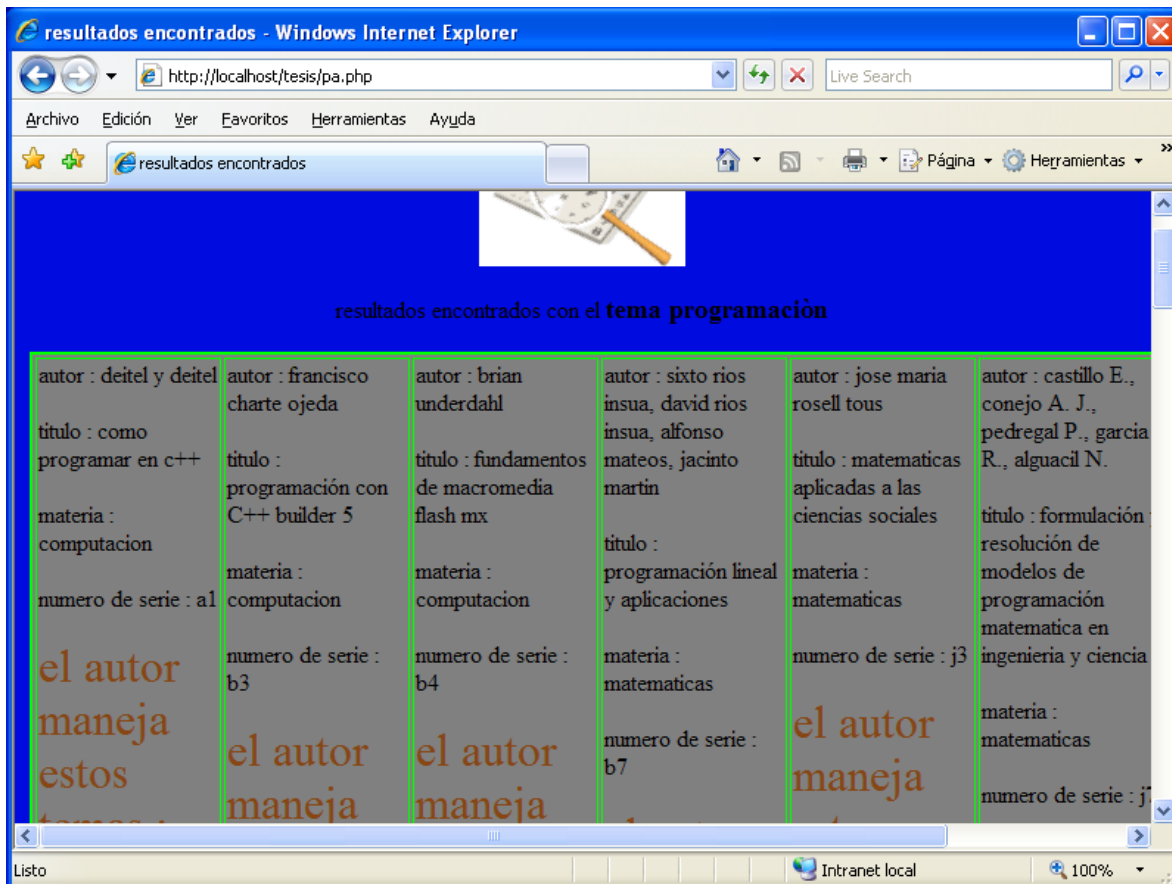 resultados encontrados - Windows Internet Explorer
http://localhost/tesis/pa.php
Live Search
Archivo Edición Ver Favoritos Herramientas Ayuda
resultados encontrados
Página
Herramientas
resultados encontrados con el tema programaciòn
autor : deitel y deitel
titulo : como
programar en c++
materia :
computacion
numero de serie : a1
el autor
maneja
estos
temas :
autor : francisco
charte ojeda
titulo :
programación con
C++ builder 5
materia :
computacion
numero de serie :
b3
el autor
maneja
autor : brian
underdahl
titulo : fundamentos
de macromedia
flash mx
materia :
computacion
numero de serie :
b4
el autor
maneja
autor : sixto rios
insua, david rios
insua, alfonso
mateos, jacinto
martin
titulo :
programación lineal
y aplicaciones
materia :
matematicas
numero de serie :
b7
autor : jose maria
rosell tous
titulo : matematicas
aplicadas a las
ciencias sociales
materia :
matematicas
numero de serie : j3
el autor
maneja
autor : castillo E.,
conejo A. J.,
pedregal P., garcia
R., alguacil N.
titulo : formulación
resolución de
modelos de
programación
matematica en
ingenieria y ciencia
materia :
matematicas
numero de serie :
Listo
Intranet local
100%